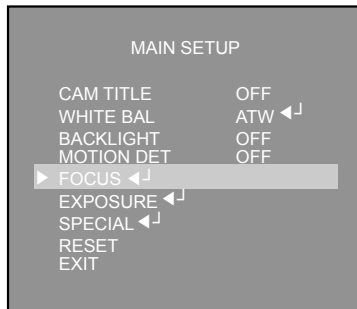 MAIN SETUP
CAM TITLE OFF
WHITE BAL ATW
BACKLIGHT OFF
MOTION DET OFF
FOCUS
EXPOSURE
SPECIAL
RESET
EXIT